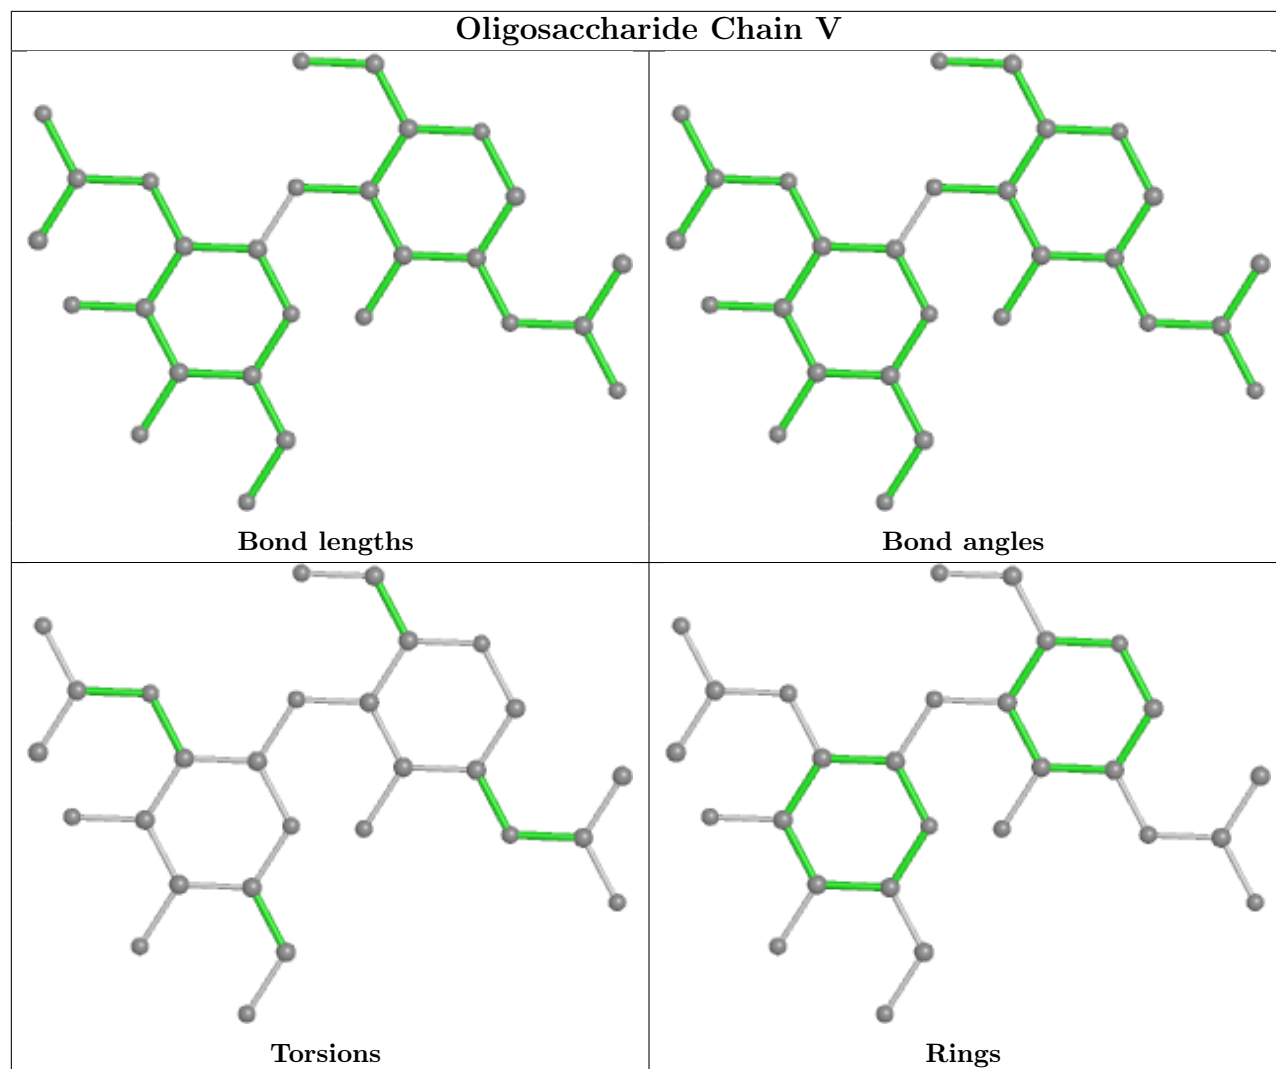 Oligosaccharide Chain V
Bond lengths
Bond angles
Torsions
Rings